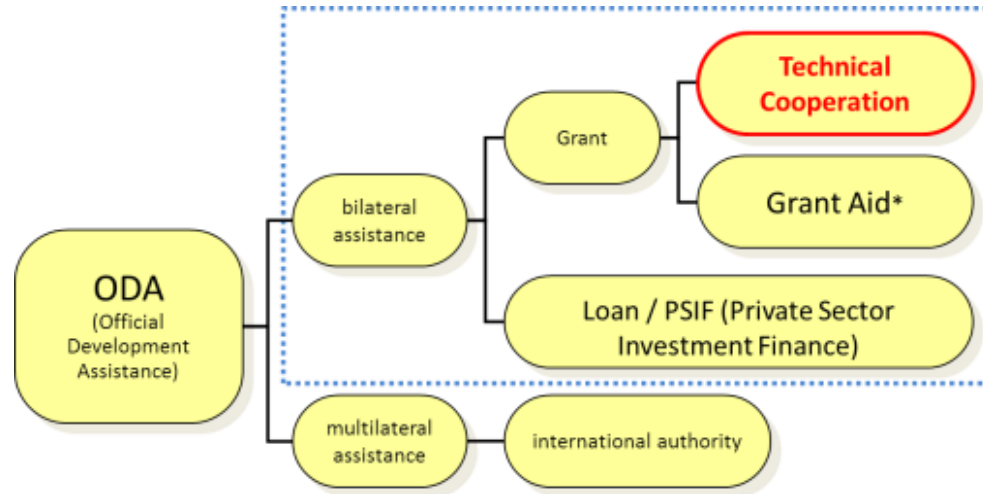 Technical
Cooperation
Grant
Grant Aid*
bilateral
assistance
ODA
(Official
Development
Assistance)
Loan / PSIF (Private Sector
Investment Finance)
multilateral
assistance
international authority